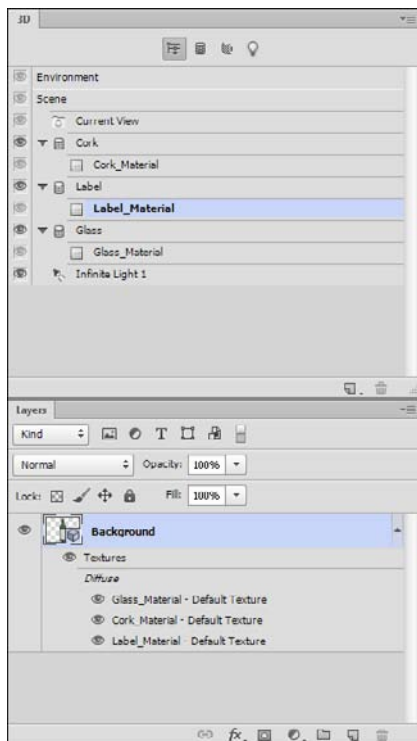 3D
Environment
Scene
Current View
Cork
Cork_Material
Label
Label_Material
Glass
Glass_Material
Infinite Light 1
Layers
Kind
T
Normal Opacity: 100%
Lock: Fill: 100%
Background
Textures
Diffuse
Glass_Material - Default Texture
Cork_Material - Default Texture
Label_Material - Default Texture
fx